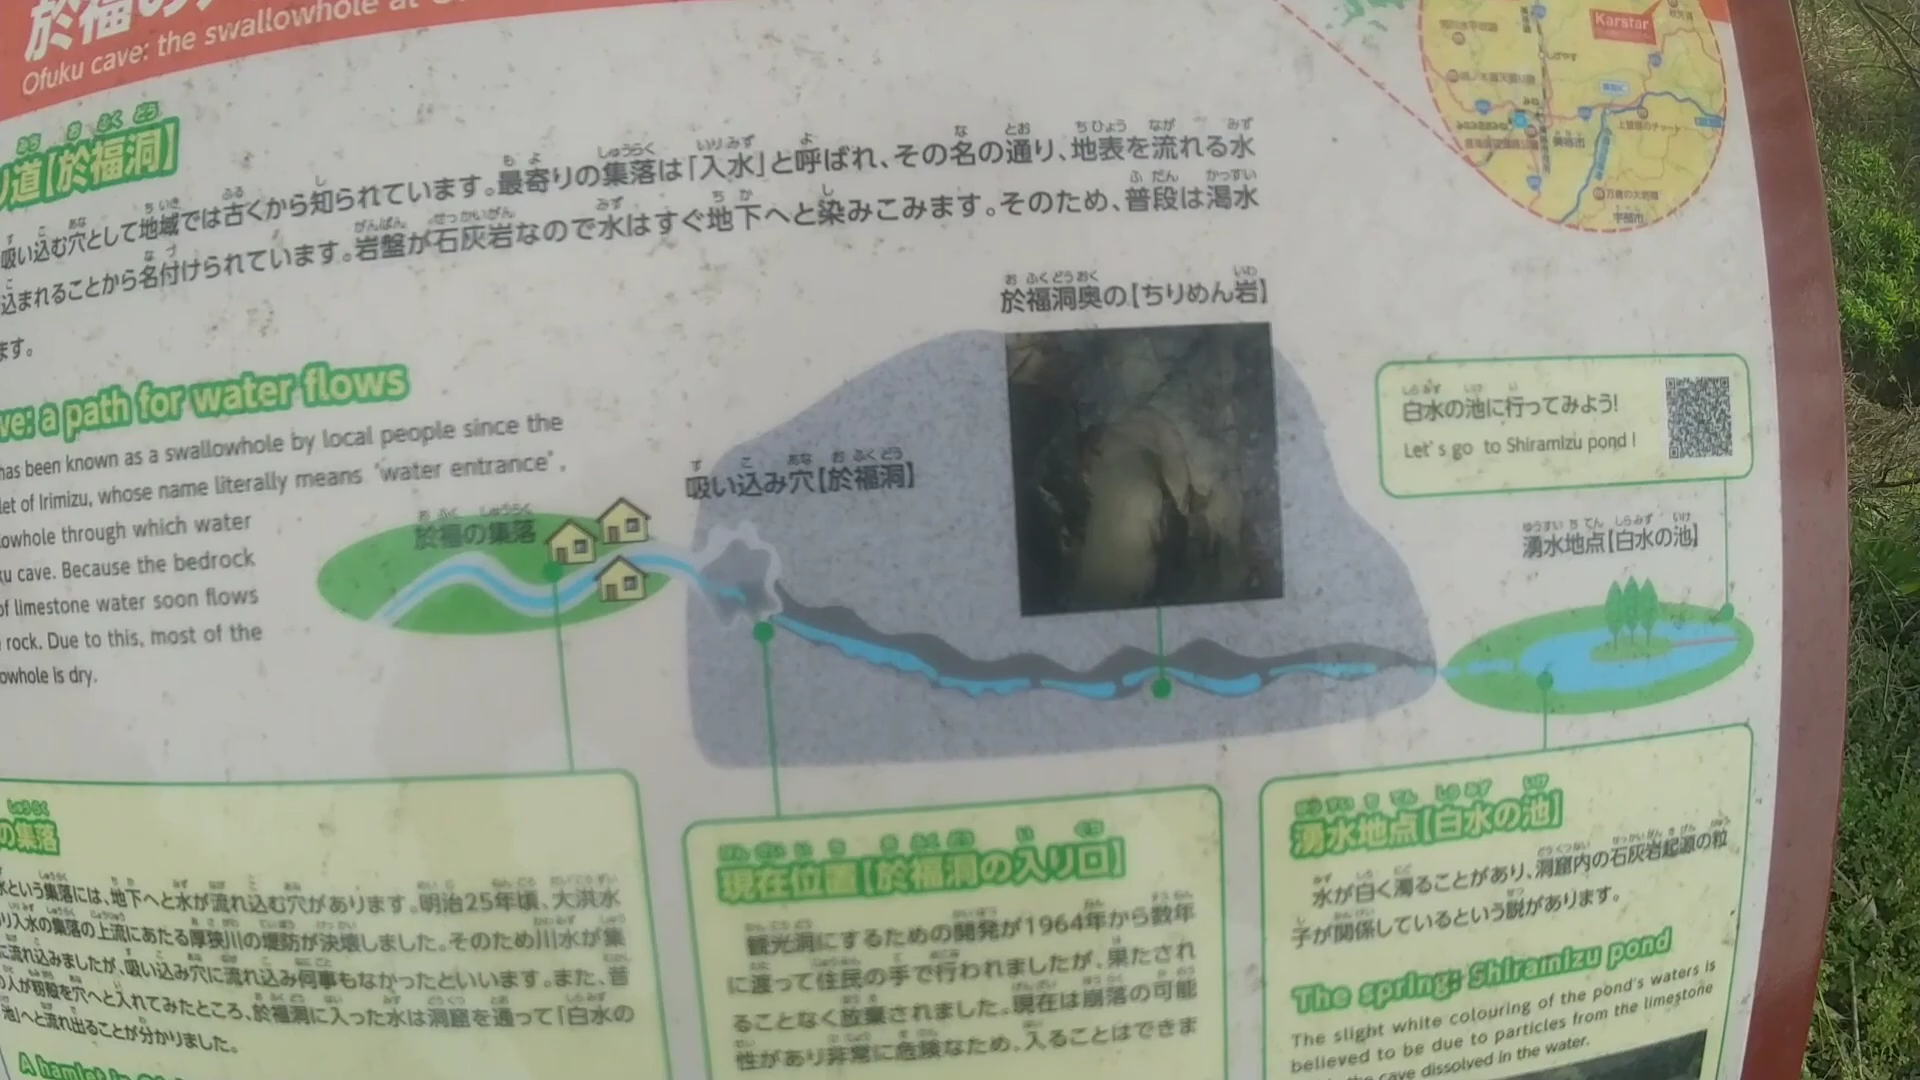 Ofuku cave: the swallowhole at
Karstar
道【於福洞】
吸い込む穴として地域では古くから知られています。最寄りの集落は「入水」と呼ばれ、その名の通り、地表を流れる水
込まれることから名付けられています。岩盤が石灰岩なので水はすぐ地下へと染みこみます。そのため、普段は渇水
ます。
ve: a path for water flows
has been known as a swallowhole by local people since the
let of Irimizu, whose name literally means "water entrance",
owhole through which water
ku cave. Because the bedrock
of limestone water soon flows
rock. Due to this, most of the
owhole is dry.
於福洞奥の【ちりめん岩】
吸い込み穴【於福洞】
於福の集落
白水の池に行ってみよう!
Let's go to Shiramizu pond!
湧水地点【白水の池】
の集落
水という集落には、地下へと水が流れ込む穴があります。明治25年頃、大洪水
り入水の集落の上流にあたる厚狭川の堤防が決壊しました。そのため川水が集
に流れ込みましたが、吸い込み穴に流れ込み何事もなかったといいます。また、昔
の人が籾殻を穴へと入れてみたところ、於福洞に入った水は洞窟を通って「白水の
池」へと流れ出ることが分かりました。
A hamlet in
現在位置【於福洞の入り口】
観光洞にするための開発が1964年から数年
に渡って住民の手で行われましたが、果たされ
ることなく放棄されました。現在は崩落の可能
性があり非常に危険なため、入ることはできま
湧水地点【白水の池】
水が白く濁ることがあり、洞窟内の石灰岩起源の粒
子が関係しているという説があります。
The spring: Shiramizu pond
The slight white colouring of the pond's waters is
believed to be due to particles from the limestone
cave dissolved in the water.